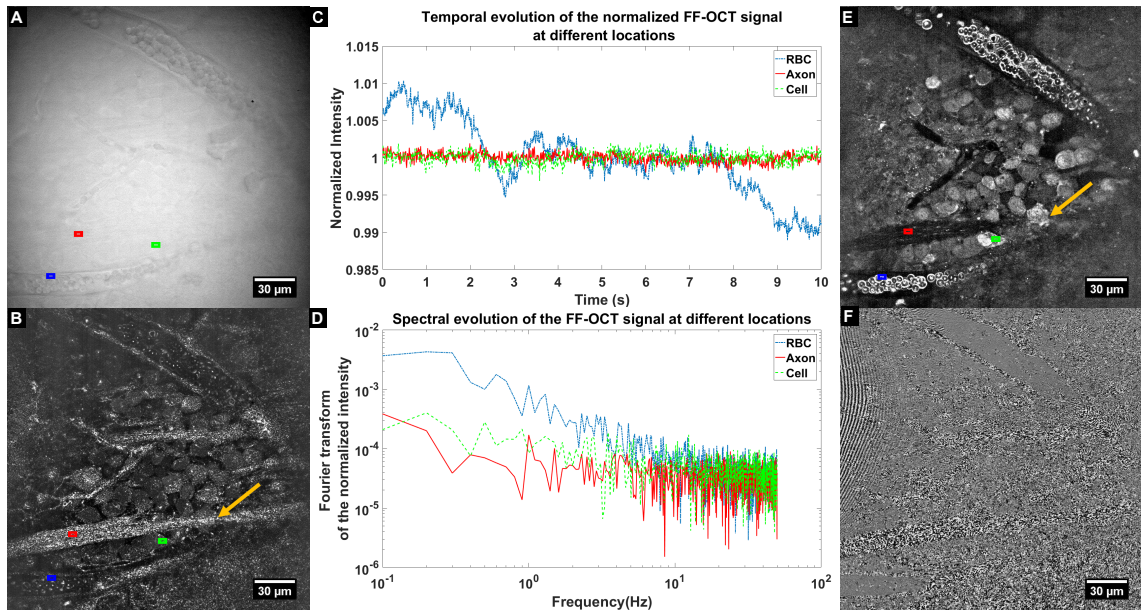 A
30 µm
B
30 µm
C
Temporal evolution of the normalized FF-OCT signal
at different locations
Normalized Intensity
1.015
1.01
1.005
1
0.995
0.99
0.985
0 1 2 3 4 5 6 7 8 9 10
Time (s)
RBC
Axon
Cell
D
Spectral evolution of the FF-OCT signal at different locations
Fourier transform
of the normalized intensity
10^-2
10^-3
10^-4
10^-5
10^-6
10^-1 10^0 10^1 10^2
Frequency(Hz)
RBC
Axon
Cell
E
30 µm
F
30 µm